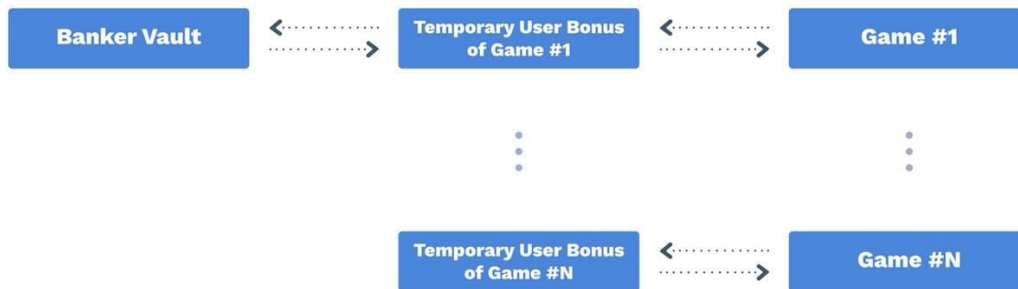 Banker Vault
Temporary User Bonus
of Game #1
Game #1
Temporary User Bonus
of Game #N
Game #N